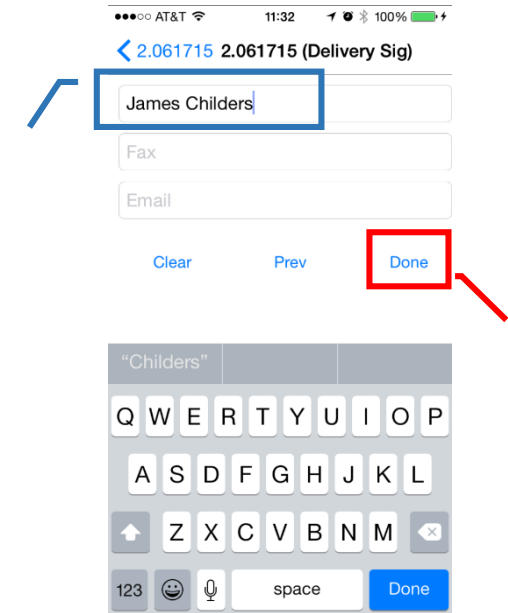 AT&T 11:32 100%
2.061715 2.061715 (Delivery Sig)
James Childers
Fax
Email
Clear Prev Done
“Childers”
Q W E R T Y U I O P
A S D F G H J K L
Z X C V B N M
123 space Done